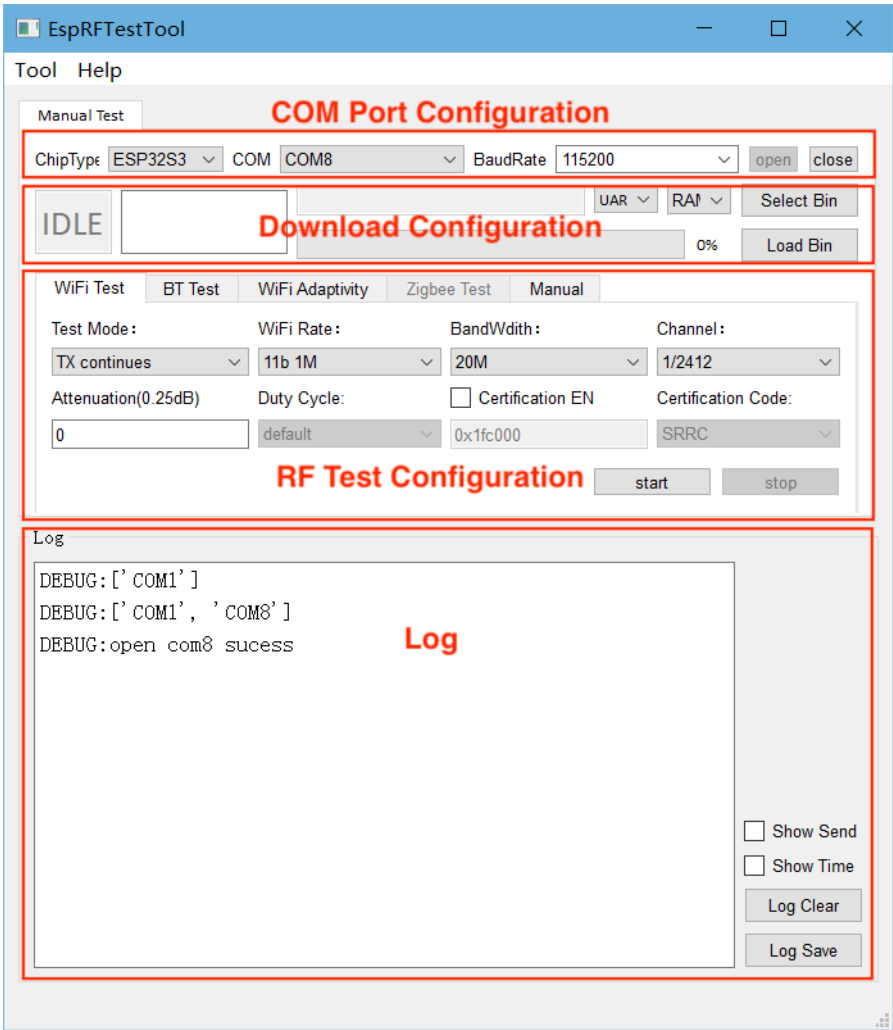 EspRFTestTool
Tool Help
Manual Test
COM Port Configuration
ChipType ESP32S3 COM COM8 BaudRate 115200 open close
IDLE
UAR RAM Select Bin
Download Configuration
0% Load Bin
WiFi Test BT Test WiFi Adaptivity Zigbee Test Manual
Test Mode: WiFi Rate: BandWdith: Channel:
TX continues 11b 1M 20M 1/2412
Attenuation(0.25dB) Duty Cycle: Certification EN Certification Code:
0 default 0x1fc000 SRRC
RF Test Configuration
start stop
Log
DEBUG:['COM1']
DEBUG:['COM1', 'COM8']
DEBUG:open com8 sucess
Log
Show Send
Show Time
Log Clear
Log Save